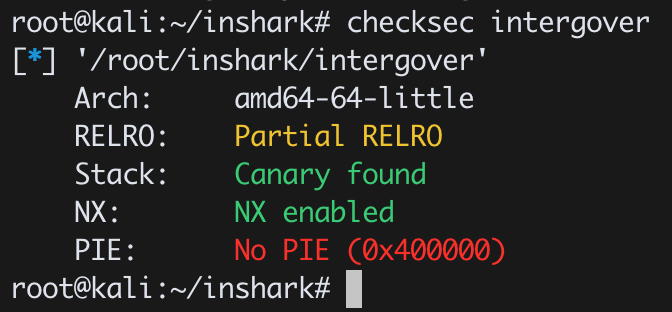 root@kali:~/inshark# checksec intergover
[*] '/root/inshark/intergover'
Arch: amd64-64-little
RELRO: Partial RELRO
Stack: Canary found
NX: NX enabled
PIE: No PIE (0x400000)
root@kali:~/inshark#